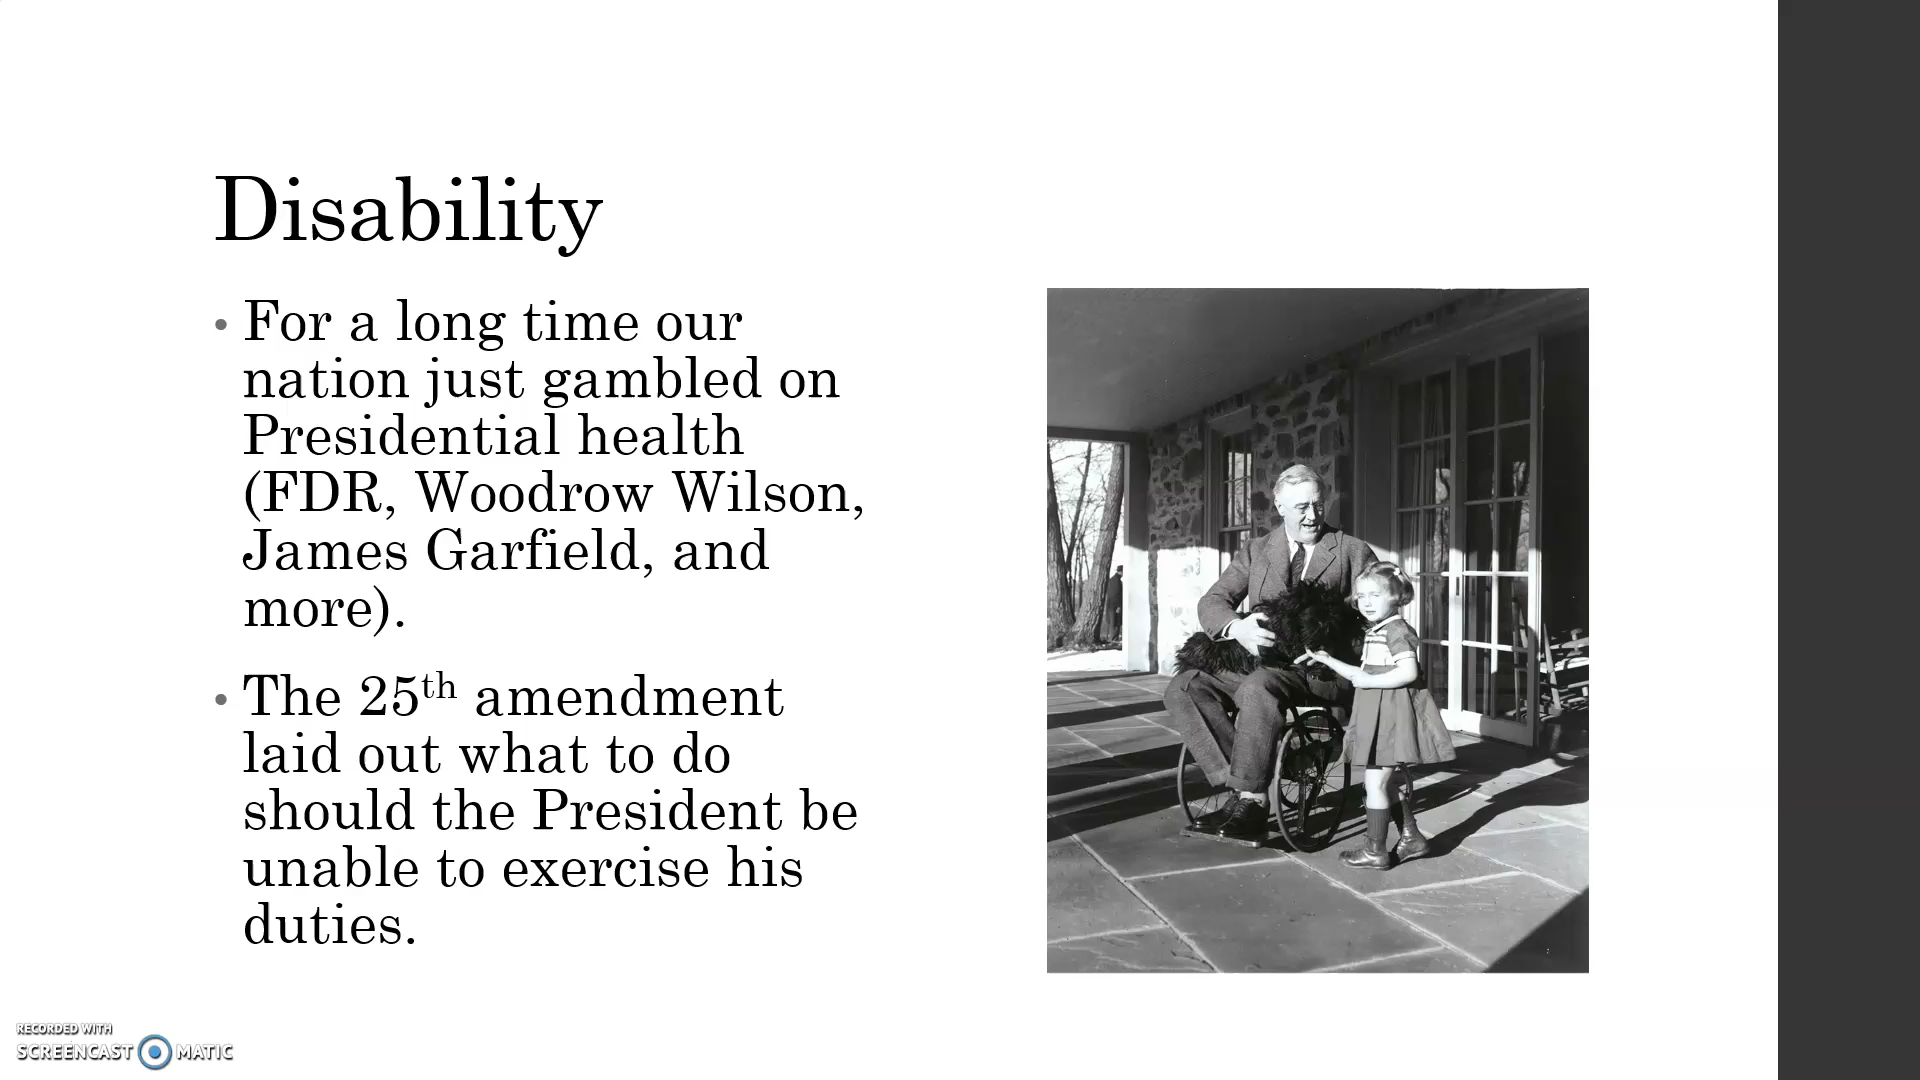 Disability
• For a long time our
nation just gambled on
Presidential health
(FDR, Woodrow Wilson,
James Garfield, and
more).
• The 25th amendment
laid out what to do
should the President be
unable to exercise his
duties.
RECORDED WITH
SCREENCAST MATIC